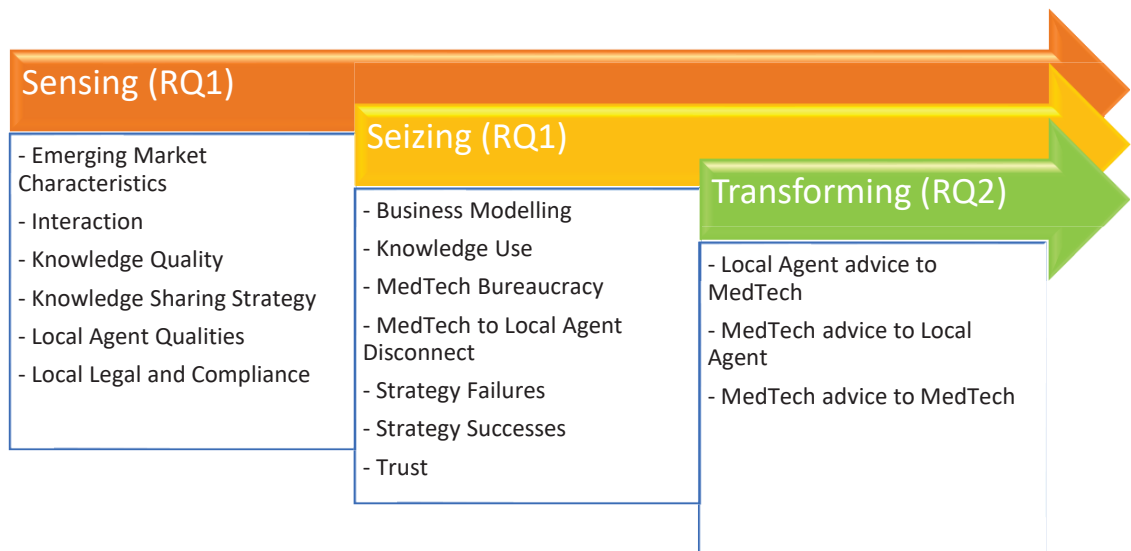 Sensing (RQ1)
- Emerging Market
Characteristics
- Interaction
- Knowledge Quality
- Knowledge Sharing Strategy
- Local Agent Qualities
- Local Legal and Compliance
Seizing (RQ1)
- Business Modelling
- Knowledge Use
- MedTech Bureaucracy
- MedTech to Local Agent
Disconnect
- Strategy Failures
- Strategy Successes
- Trust
Transforming (RQ2)
- Local Agent advice to
MedTech
- MedTech advice to Local
Agent
- MedTech advice to MedTech